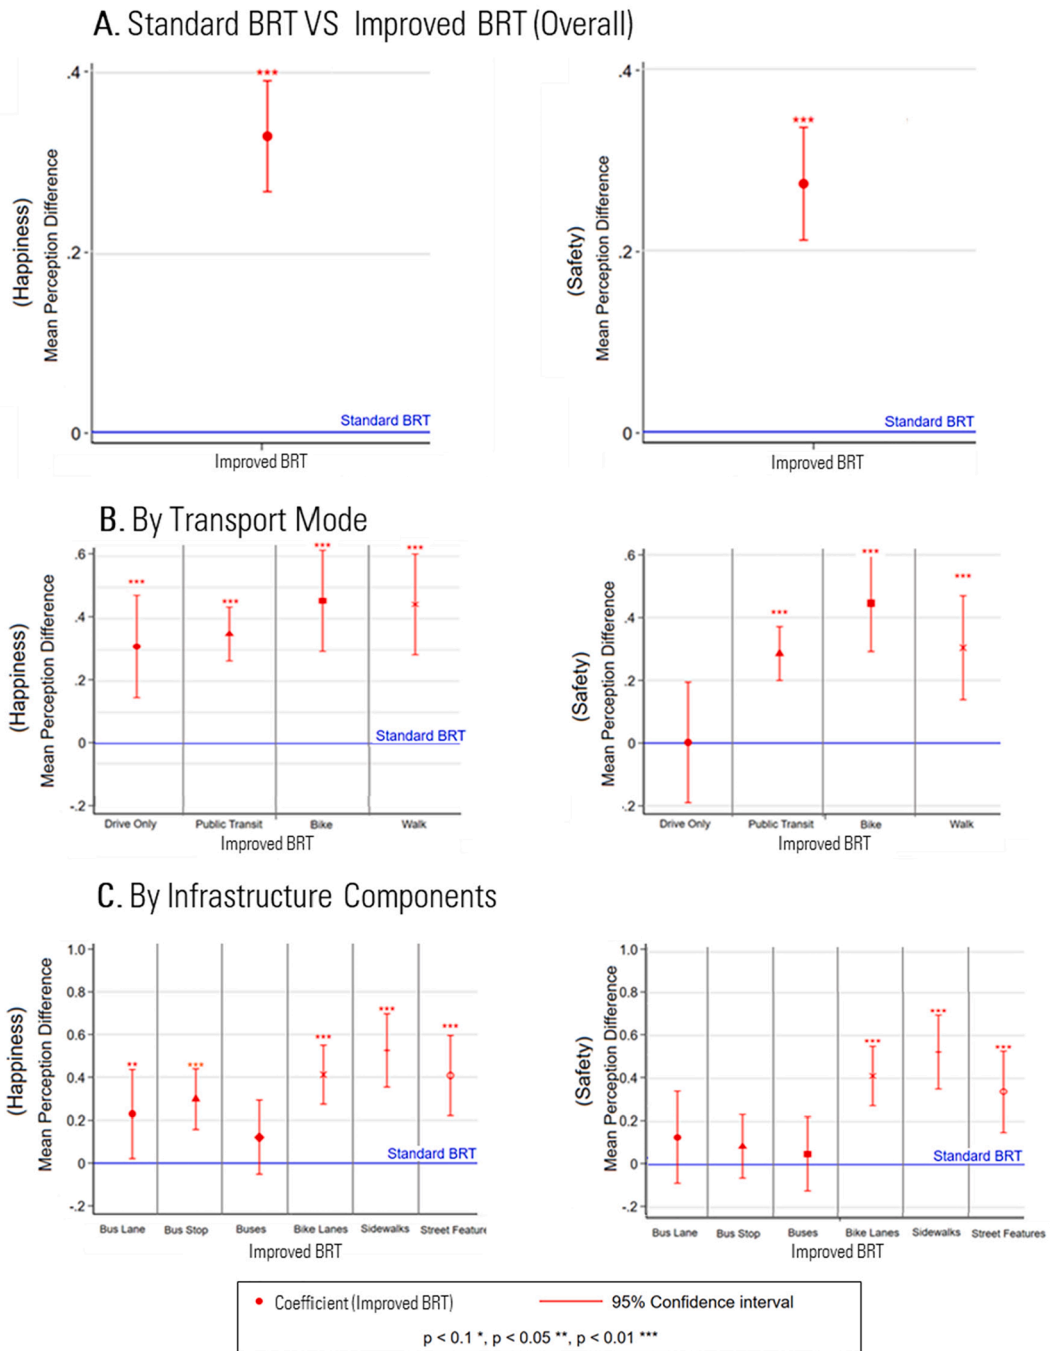 A. Standard BRT VS Improved BRT (Overall)
(Happiness)
Mean Perception Difference
.4
.2
0
***
Standard BRT
Improved BRT
(Safety)
Mean Perception Difference
.4
.2
0
***
Standard BRT
Improved BRT
B. By Transport Mode
(Happiness)
Mean Perception Difference
.6
.4
.2
0
-.2
*** *** *** ***
Standard BRT
Drive Only Public Transit Bike Walk
Improved BRT
(Safety)
Mean Perception Difference
.6
.4
.2
0
.2
*** *** ***
Drive Only Public Transit Bike Walk
Improved BRT
C. By Infrastructure Components
(Happiness)
Mean Perception Difference
1.0
0.8
0.6
0.4
0.2
0
-.2
** *** *** *** ***
Standard BRT
Bus Lane Bus Stop Buses Bike Lanes Sidewalks Street Feature
Improved BRT
(Safety)
Mean Perception Difference
1.0
0.8
0.6
0.4
0.2
0
-.2
*** *** ***
Standard BRT
Bus Lane Bus Stop Buses Bike Lanes Sidewalks Street Features
Improved BRT
Coefficient (Improved BRT) 95% Confidence interval
p < 0.1 *, p < 0.05 **, p < 0.01 ***